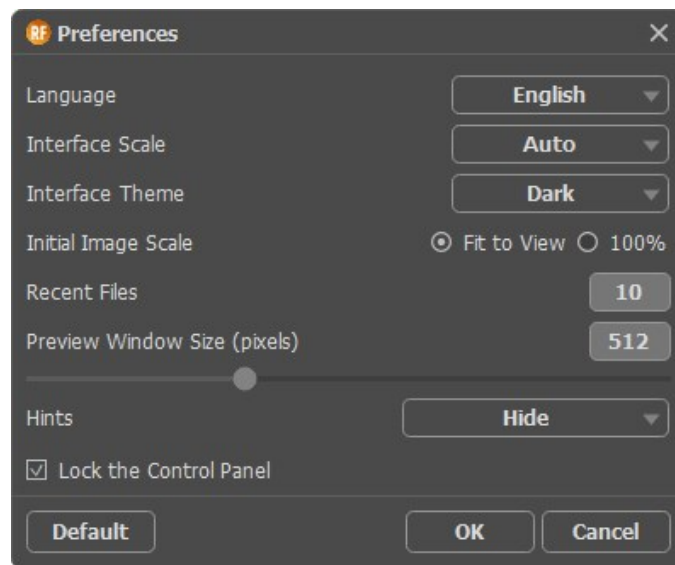 RF Preferences
Language English
Interface Scale Auto
Interface Theme Dark
Initial Image Scale Fit to View 100%
Recent Files 10
Preview Window Size (pixels) 512
Hints Hide
Lock the Control Panel
Default OK Cancel